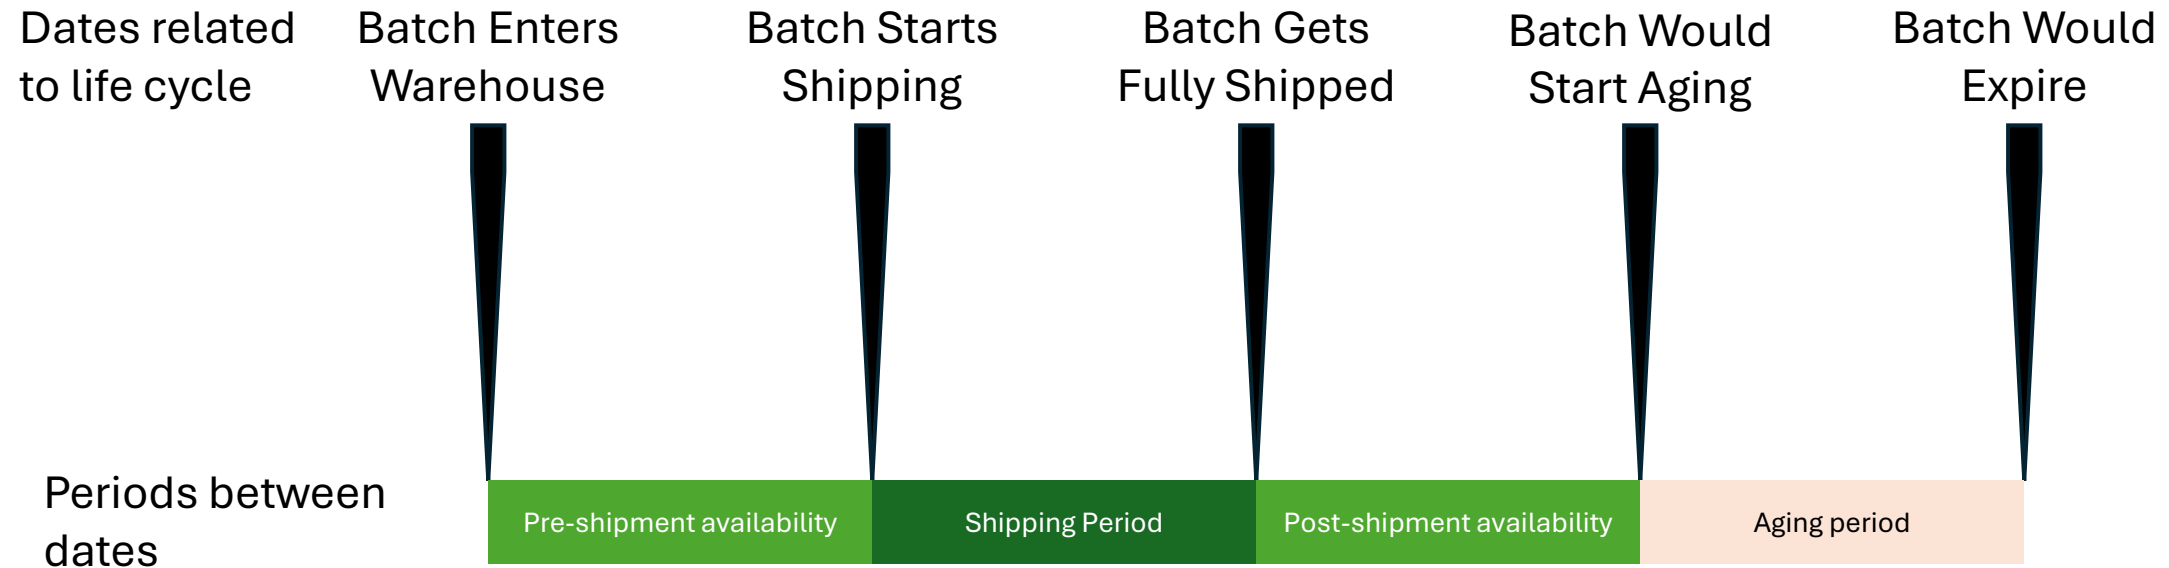 Dates related
to life cycle
Batch Enters
Warehouse
Batch Starts
Shipping
Batch Gets
Fully Shipped
Batch Would
Start Aging
Batch Would
Expire
Periods between
dates
Pre-shipment availability
Shipping Period
Post-shipment availability
Aging period